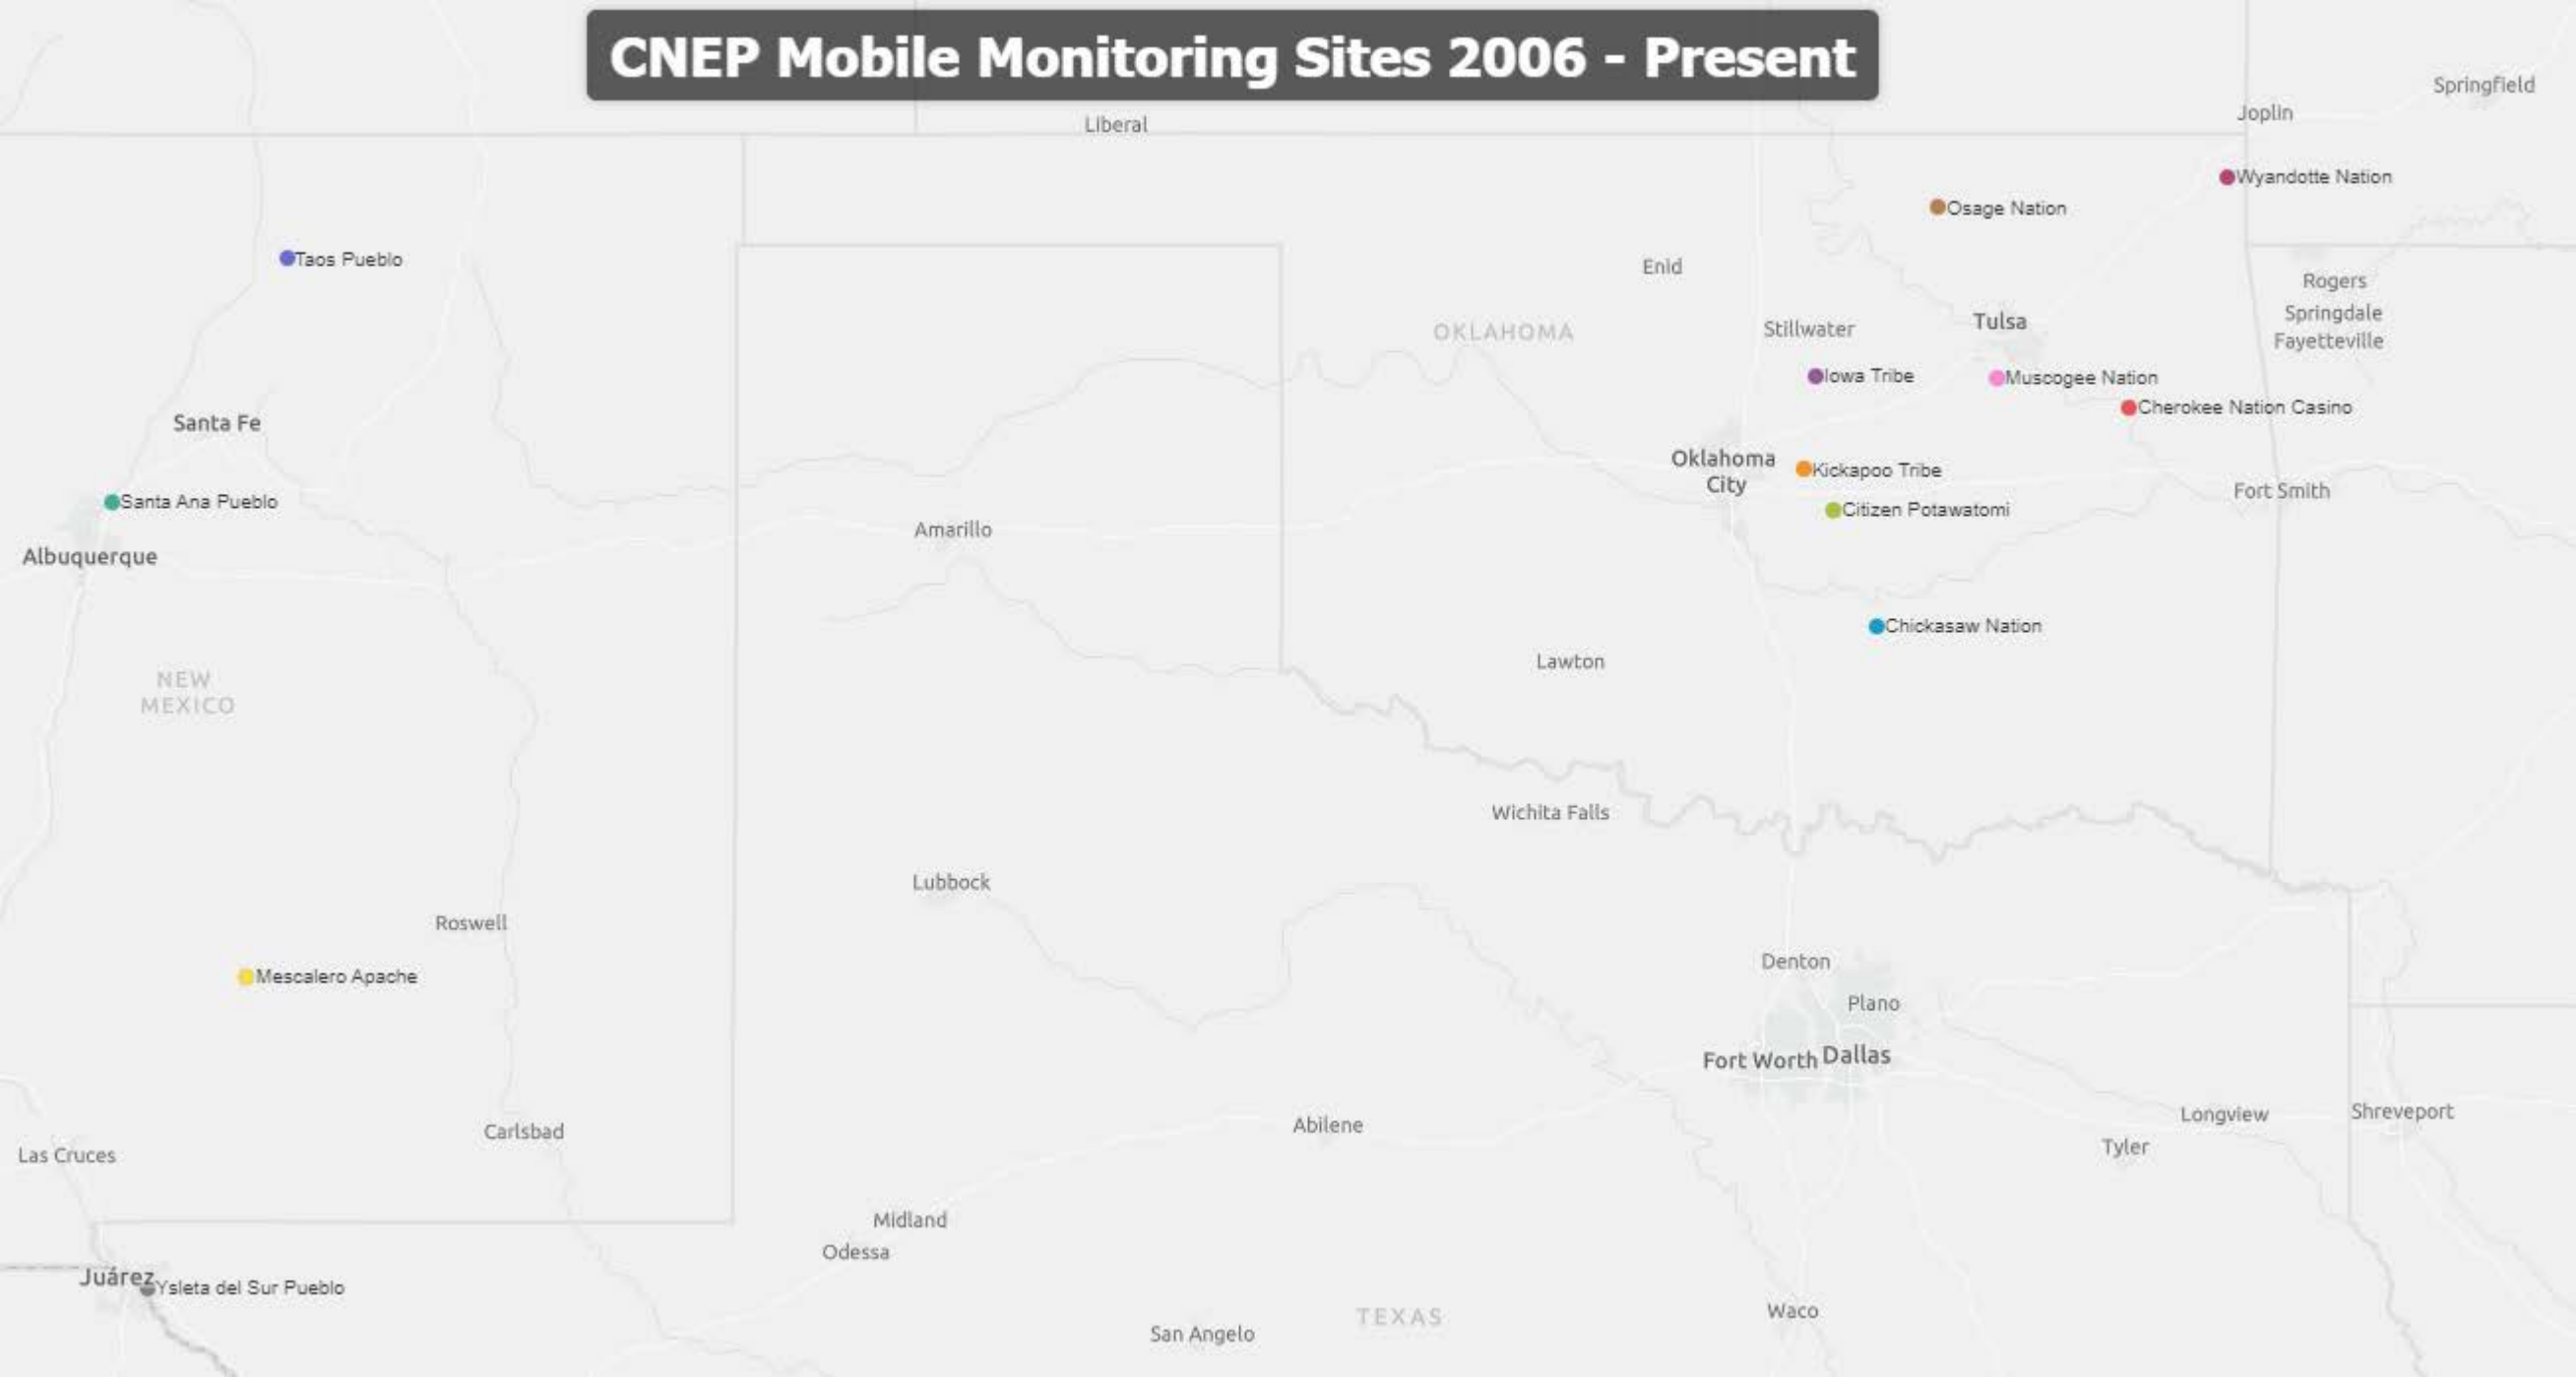 CNEP Mobile Monitoring Sites 2006 - Present
Springfield
Joplin
Liberal
Wyandotte Nation
Osage Nation
Taos Pueblo
Enid
Rogers
Springdale
Fayetteville
OKLAHOMA
Stillwater
Tulsa
Iowa Tribe
Muscogee Nation
Cherokee Nation Casino
Santa Fe
Oklahoma
City
Kickapoo Tribe
Fort Smith
Santa Ana Pueblo
Citizen Potawatomi
Amarillo
Albuquerque
Chickasaw Nation
Lawton
NEW
MEXICO
Wichita Falls
Lubbock
Roswell
Denton
Mescalero Apache
Plano
Fort Worth
Dallas
Longview
Shreveport
Abilene
Carlsbad
Tyler
Las Cruces
Midland
Odessa
Juárez
Ysleta del Sur Pueblo
Waco
TEXAS
San Angelo